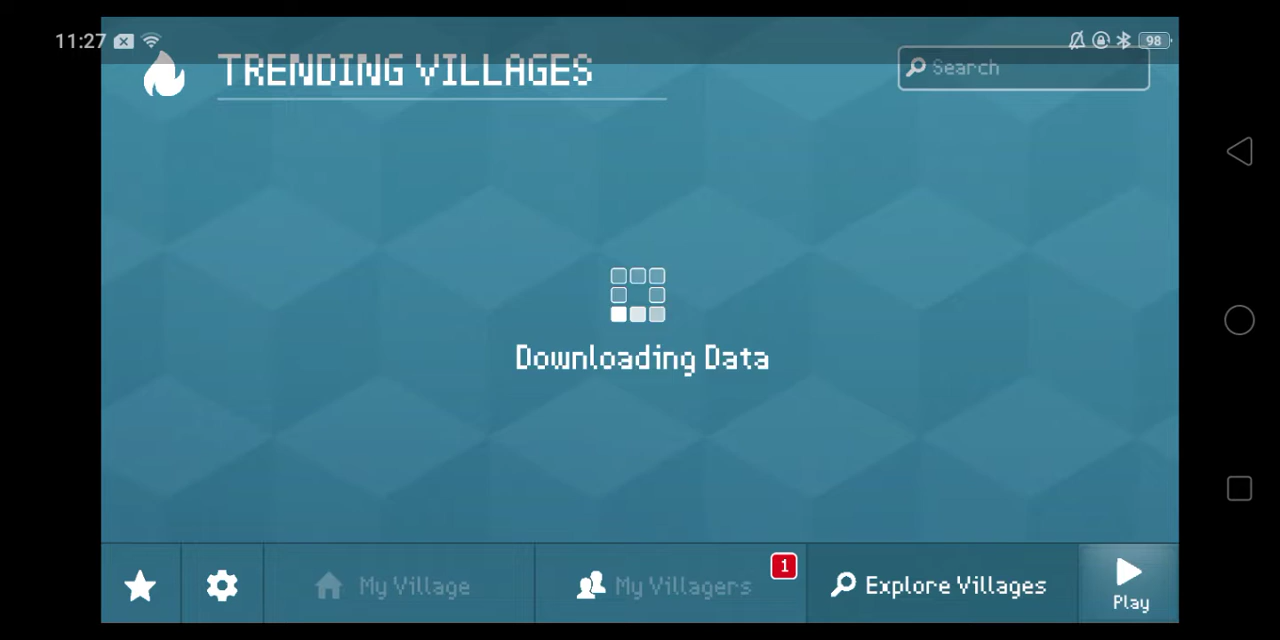 11:27
98
TRENDING VILLAGES
Search
Downloading Data
My Village
My Villagers
1
Explore Villages
Play